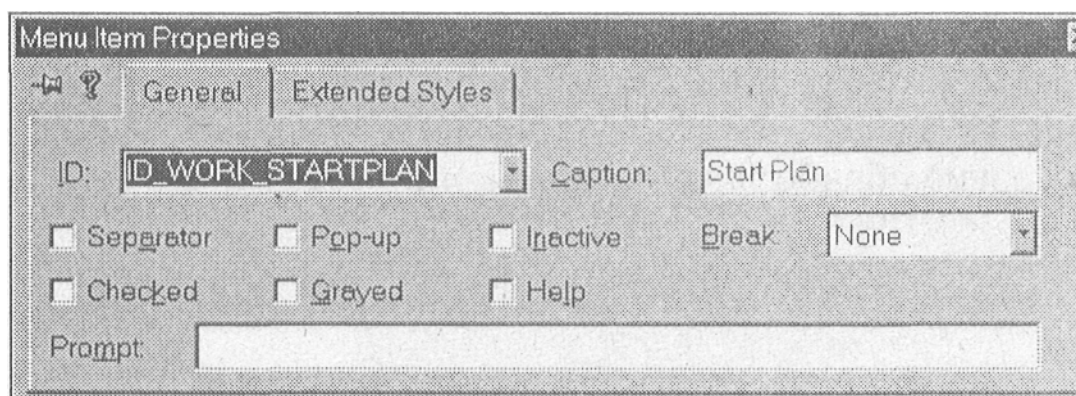 Menu Item Properties
General Extended Styles
ID: ID_WORK_STARTPLAN Caption: Start Plan
Separator Pop-up Inactive Break: None
Checked Grayed Help
Prompt: